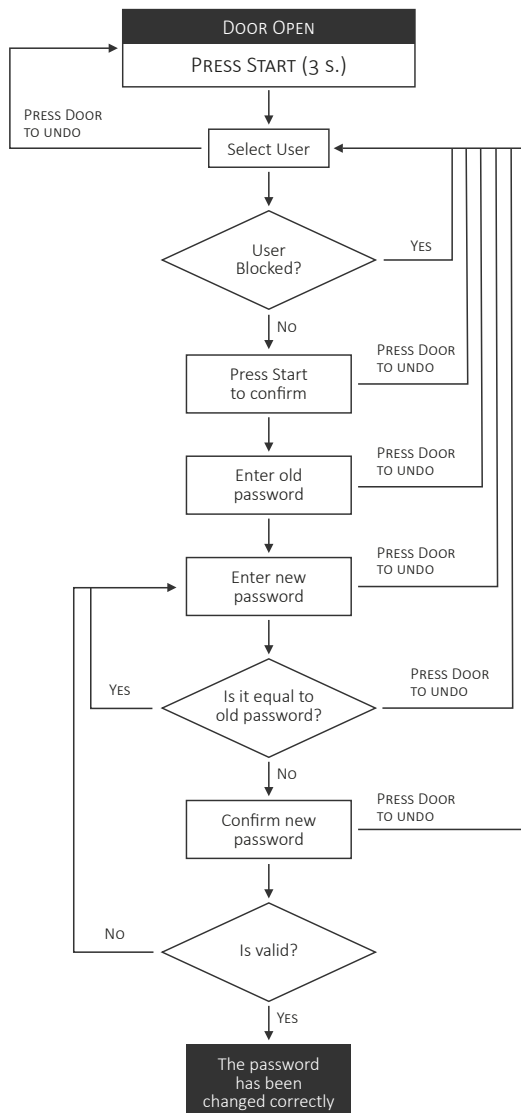 DOOR OPEN
PRESS START (3 S.)
PRESS DOOR
TO UNDO
Select User
User
Blocked?
YES
NO
Press Start
to confirm
PRESS DOOR
TO UNDO
Enter old
password
PRESS DOOR
TO UNDO
Enter new
password
PRESS DOOR
TO UNDO
Is it equal to
old password?
YES
PRESS DOOR
TO UNDO
NO
Confirm new
password
PRESS DOOR
TO UNDO
Is valid?
NO
YES
The password
has been
changed correctly